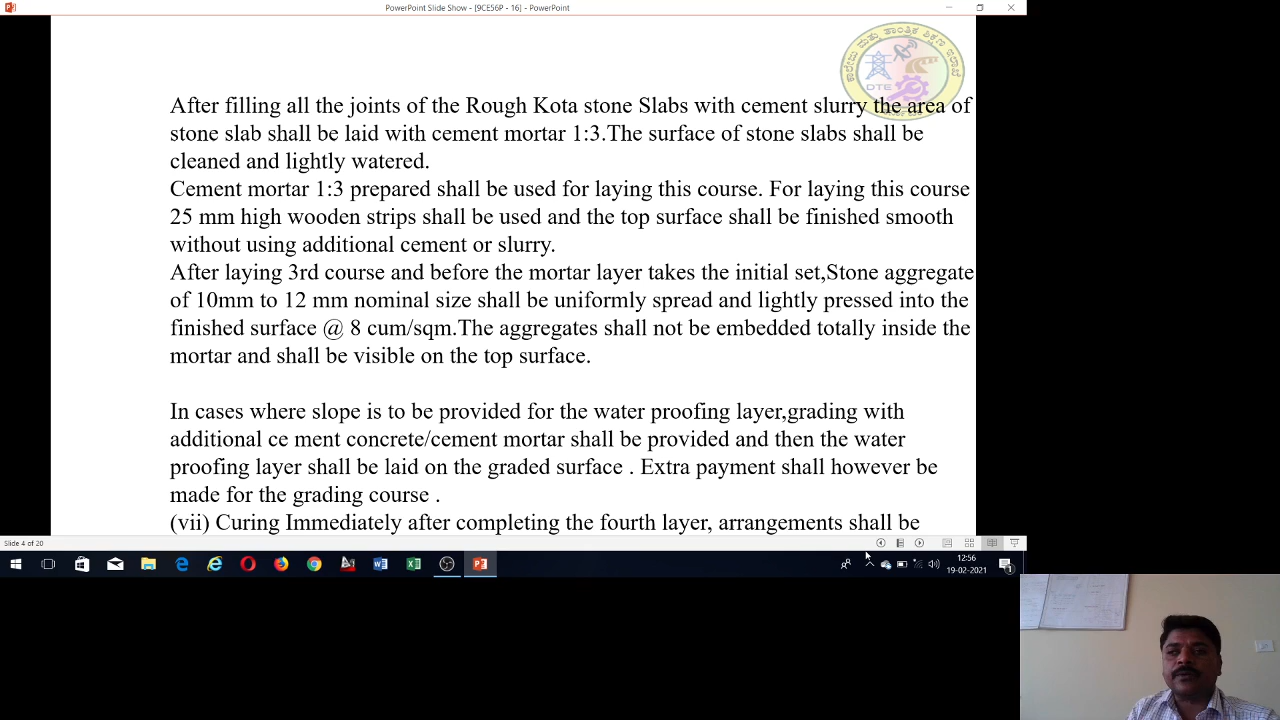 PowerPoint Slide Show - [9CE56P - 16] - PowerPoint
DTE
After filling all the joints of the Rough Kota stone Slabs with cement slurry the area of
stone slab shall be laid with cement mortar 1:3.The surface of stone slabs shall be
cleaned and lightly watered.
Cement mortar 1:3 prepared shall be used for laying this course. For laying this course
25 mm high wooden strips shall be used and the top surface shall be finished smooth
without using additional cement or slurry.
After laying 3rd course and before the mortar layer takes the initial set,Stone aggregate
of 10mm to 12 mm nominal size shall be uniformly spread and lightly pressed into the
finished surface @ 8 cum/sqm.The aggregates shall not be embedded totally inside the
mortar and shall be visible on the top surface.
In cases where slope is to be provided for the water proofing layer,grading with
additional ce ment concrete/cement mortar shall be provided and then the water
proofing layer shall be laid on the graded surface . Extra payment shall however be
made for the grading course .
(vii) Curing Immediately after completing the fourth layer, arrangements shall be
Slide 4 of 20
12:56
19-02-2021